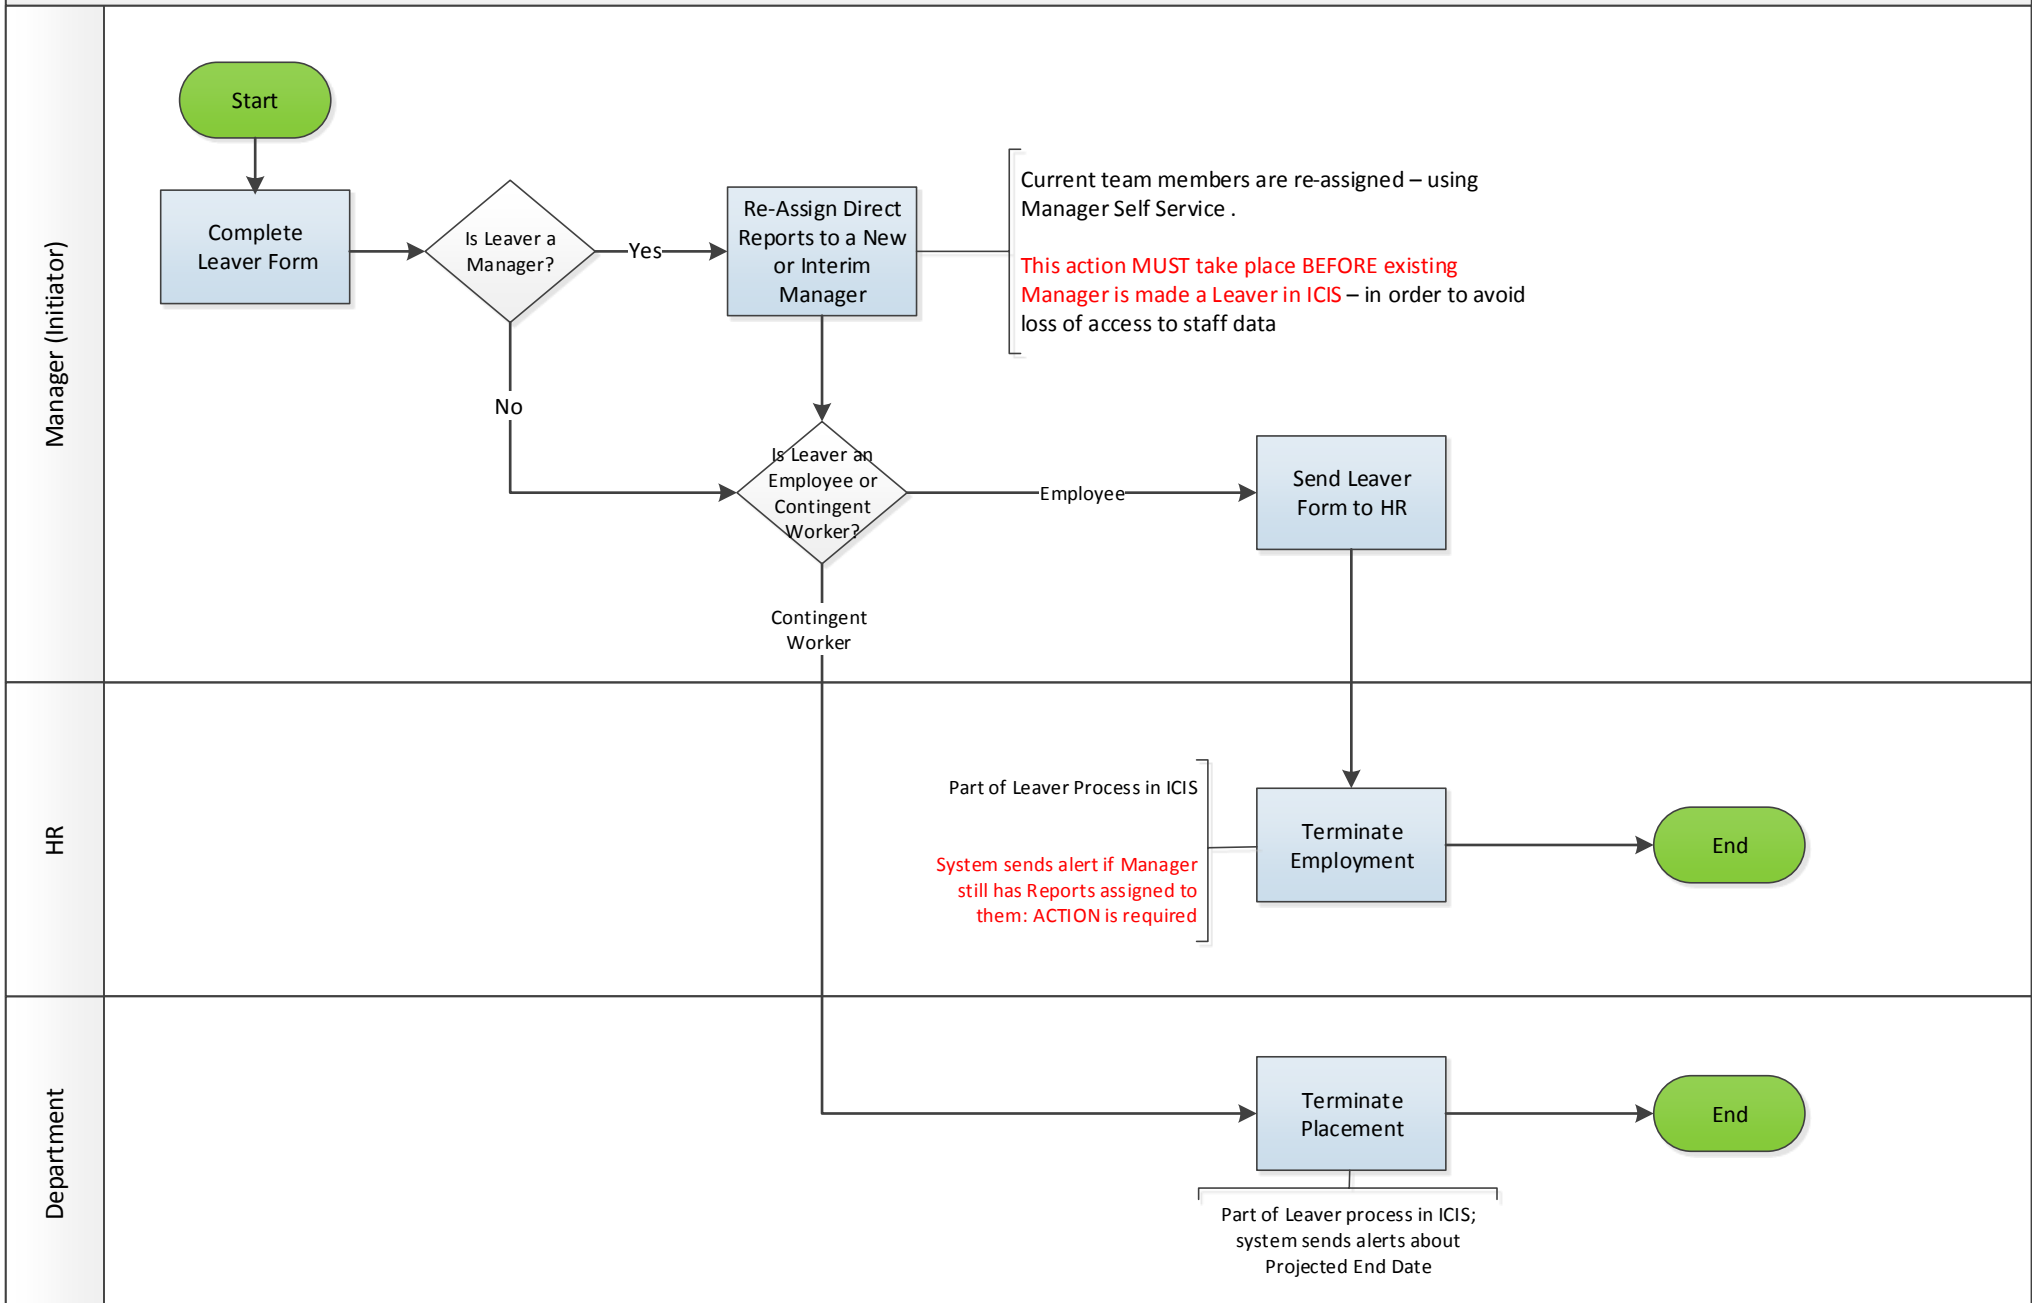 Manager (Initiator)
Start
Complete
Leaver Form
Is Leaver a
Manager?
Yes
No
Re-Assign Direct
Reports to a New
or Interim
Manager
Current team members are re-assigned – using
Manager Self Service .
This action MUST take place BEFORE existing
Manager is made a Leaver in ICIS – in order to avoid
loss of access to staff data
Is Leaver an
Employee or
Contingent
Worker?
Employee
Send Leaver
Form to HR
Contingent
Worker
HR
Part of Leaver Process in ICIS
System sends alert if Manager
still has Reports assigned to
them: ACTION is required
Terminate
Employment
End
Department
Terminate
Placement
End
Part of Leaver process in ICIS;
system sends alerts about
Projected End Date